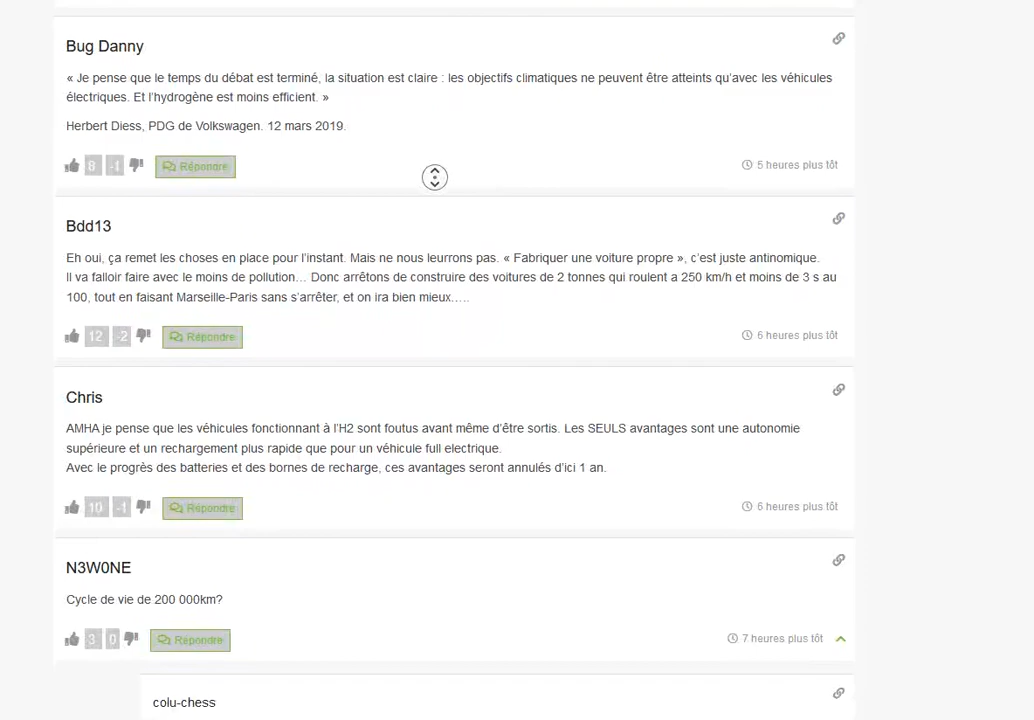 Bug Danny
« Je pense que le temps du débat est terminé, la situation est claire : les objectifs climatiques ne peuvent être atteints qu'avec les véhicules
électriques. Et l'hydrogène est moins efficient. »
Herbert Diess, PDG de Volkswagen. 12 mars 2019.
8 -1 Répondre 5 heures plus tôt
Bdd13
Eh oui, ça remet les choses en place pour l'instant. Mais ne nous leurrons pas. « Fabriquer une voiture propre », c'est juste antinomique.
Il va falloir faire avec le moins de pollution… Donc arrêtons de construire des voitures de 2 tonnes qui roulent a 250 km/h et moins de 3 s au
100, tout en faisant Marseille-Paris sans s'arrêter, et on ira bien mieux…..
12 -2 Répondre 6 heures plus tôt
Chris
AMHA je pense que les véhicules fonctionnant à l'H2 sont foutus avant même d'être sortis. Les SEULS avantages sont une autonomie
supérieure et un rechargement plus rapide que pour un véhicule full electrique.
Avec le progrès des batteries et des bornes de recharge, ces avantages seront annulés d'ici 1 an.
10 -1 Répondre 6 heures plus tôt
N3W0NE
Cycle de vie de 200 000km?
3 0 Répondre 7 heures plus tôt
colu-chess